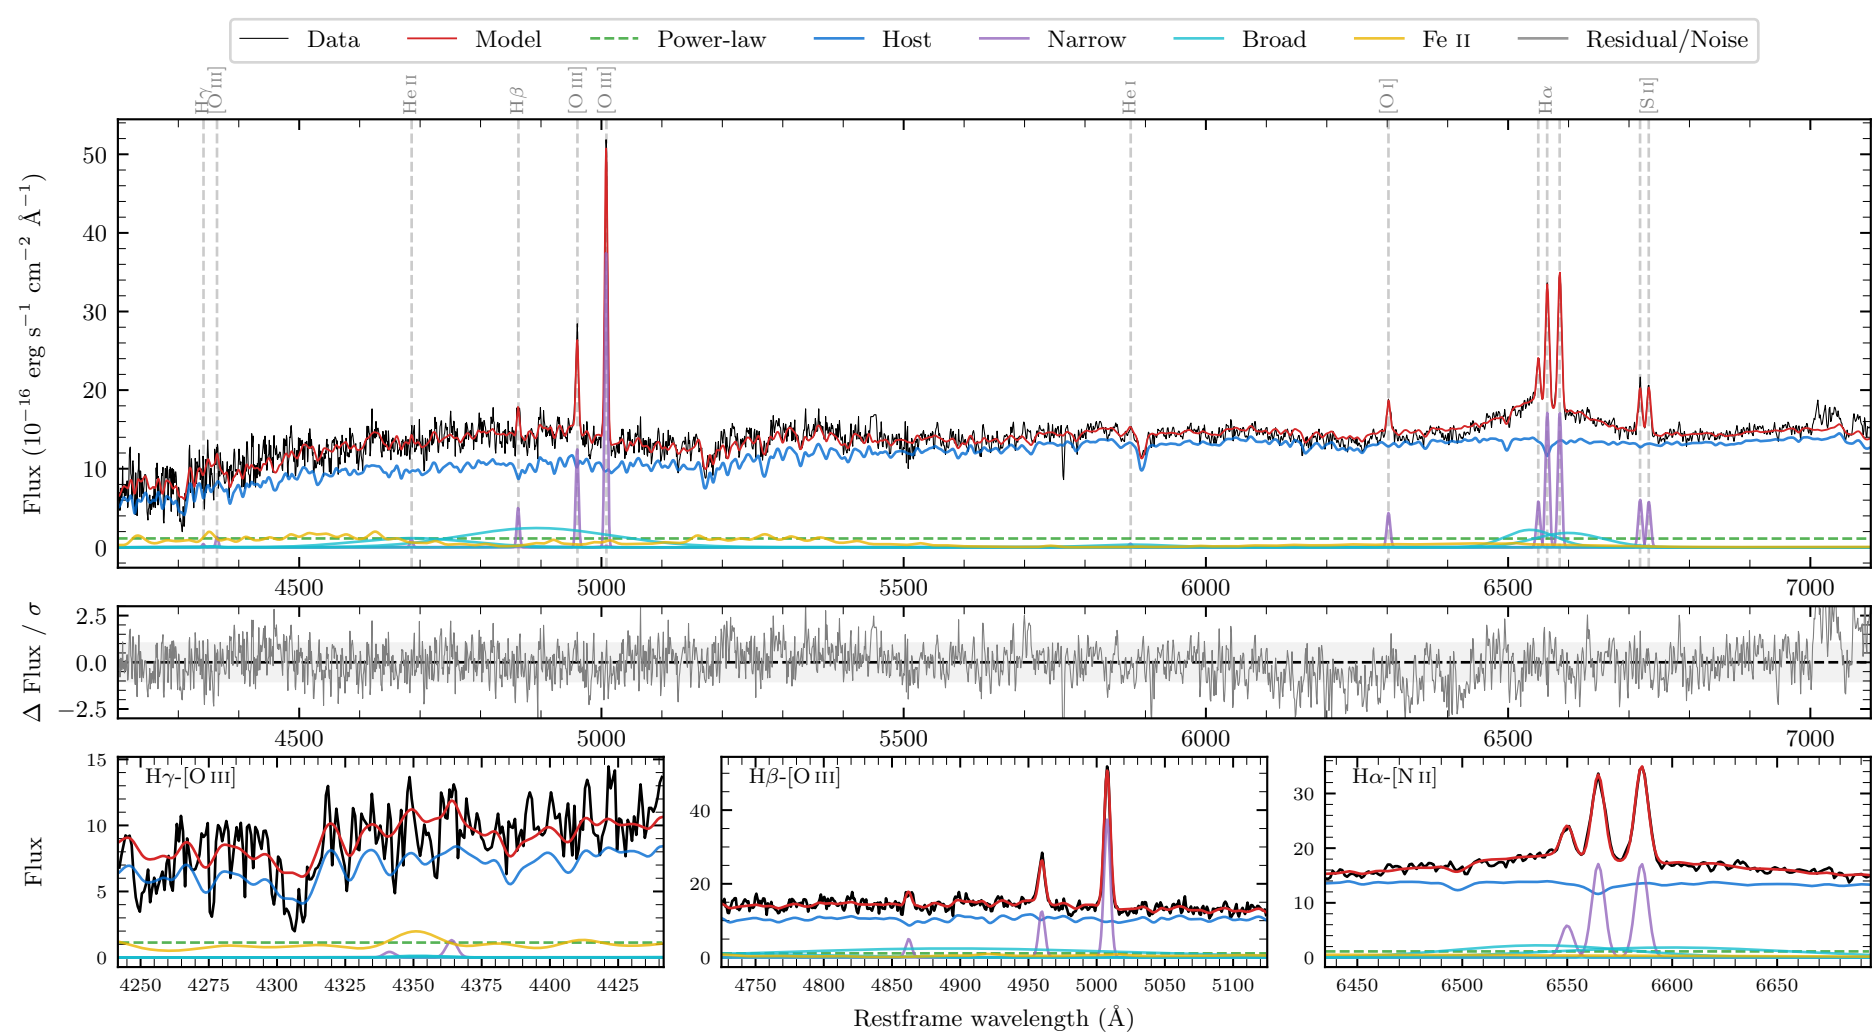 Data Model Power-law Host Narrow Broad Fe II Residual/Noise
Hγ [O III] He II Hβ [O III] [O III] He I [O I] Hα [S II]
Flux (10⁻¹⁶ erg s⁻¹ cm⁻² Å⁻¹)
50
40
30
20
10
0
4500 5000 5500 6000 6500 7000
Δ Flux / σ
2.5
0.0
−2.5
4500 5000 5500 6000 6500 7000
Flux
Hγ-[O III]
15
10
5
0
4250 4275 4300 4325 4350 4375 4400 4425
Hβ-[O III]
40
20
0
4750 4800 4850 4900 4950 5000 5050 5100
Hα-[N II]
30
20
10
0
6450 6500 6550 6600 6650
Restframe wavelength (Å)